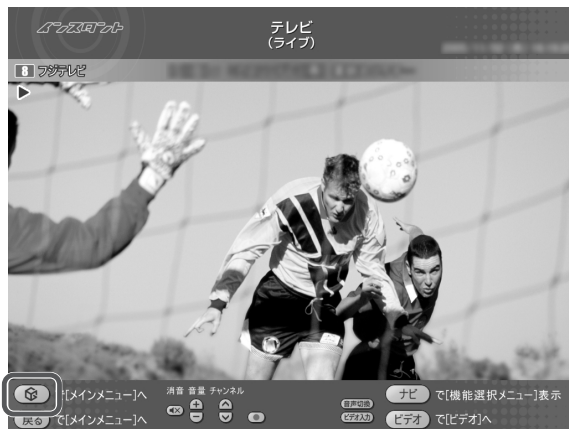 インスタント
テレビ
(ライブ)
8 フジテレビ
で[メインメニュー]へ
消音 音量 チャンネル
音声切換
ナビ で[機能選択メニュー]表示
戻る で[メインメニュー]へ
ビデオ入力
ビデオ で[ビデオ]へ